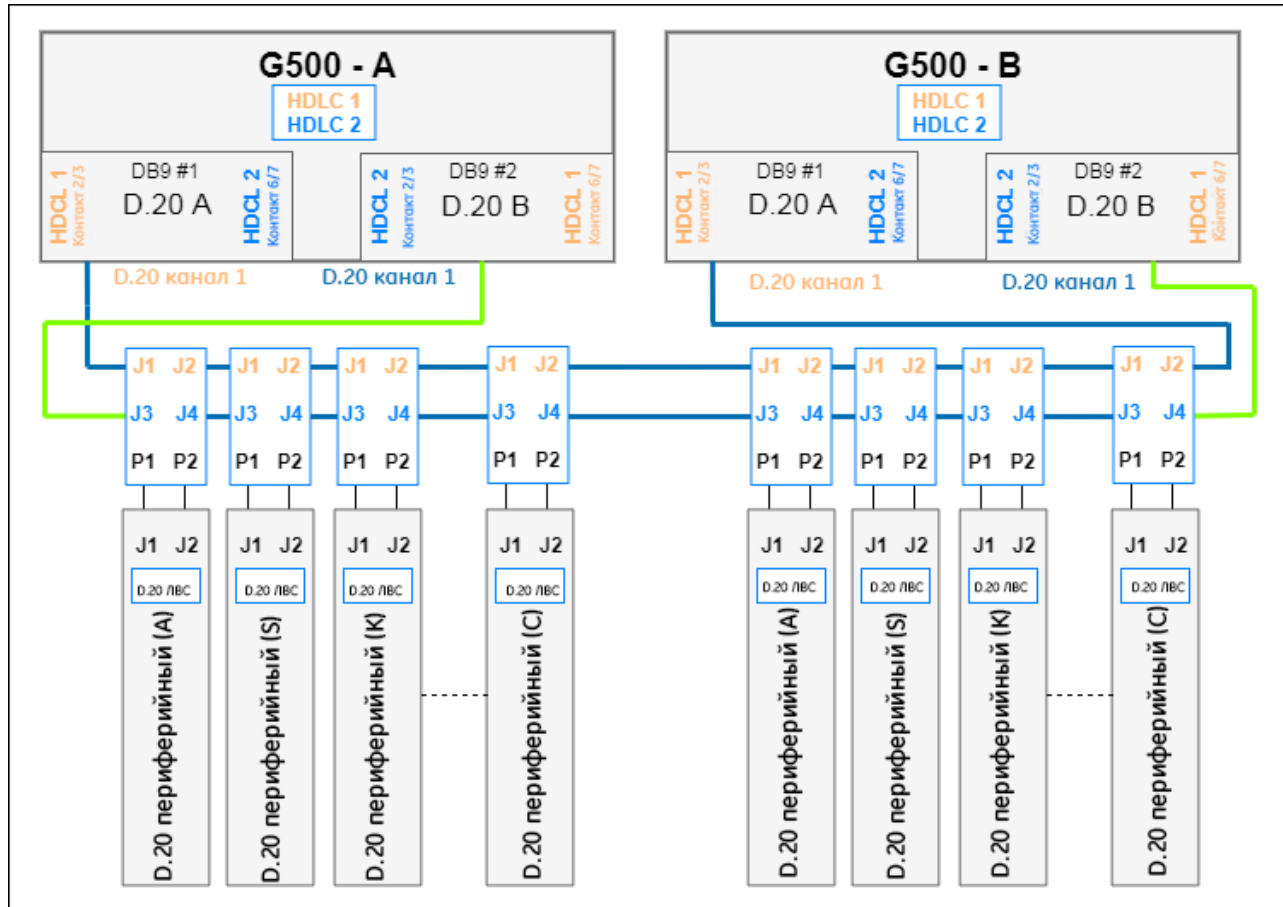 G500 - A
HDLC 1
HDLC 2
HDCL 1
Контакт 2/3
DB9 #1
D.20 A
HDCL 2
Контакт 6/7
HDCL 2
Контакт 2/3
DB9 #2
D.20 B
HDCL 1
Контакт 6/7
D.20 канал 1
D.20 канал 1
G500 - B
HDLC 1
HDLC 2
HDCL 1
Контакт 2/3
DB9 #1
D.20 A
HDCL 2
Контакт 6/7
HDCL 2
Контакт 2/3
DB9 #2
D.20 B
HDCL 1
Контакт 6/7
D.20 канал 1
D.20 канал 1
J1 J2 J1 J2 J1 J2 J1 J2 J1 J2 J1 J2 J1 J2 J1 J2
J3 J4 J3 J4 J3 J4 J3 J4 J3 J4 J3 J4 J3 J4 J3 J4
P1 P2 P1 P2 P1 P2 P1 P2 P1 P2 P1 P2 P1 P2 P1 P2
J1 J2 J1 J2 J1 J2 J1 J2 J1 J2 J1 J2 J1 J2 J1 J2
D.20 ЛВС D.20 ЛВС D.20 ЛВС D.20 ЛВС D.20 ЛВС D.20 ЛВС D.20 ЛВС D.20 ЛВС
D.20 периферийный (A)
D.20 периферийный (S)
D.20 периферийный (K)
D.20 периферийный (C)
D.20 периферийный (A)
D.20 периферийный (S)
D.20 периферийный (K)
D.20 периферийный (C)